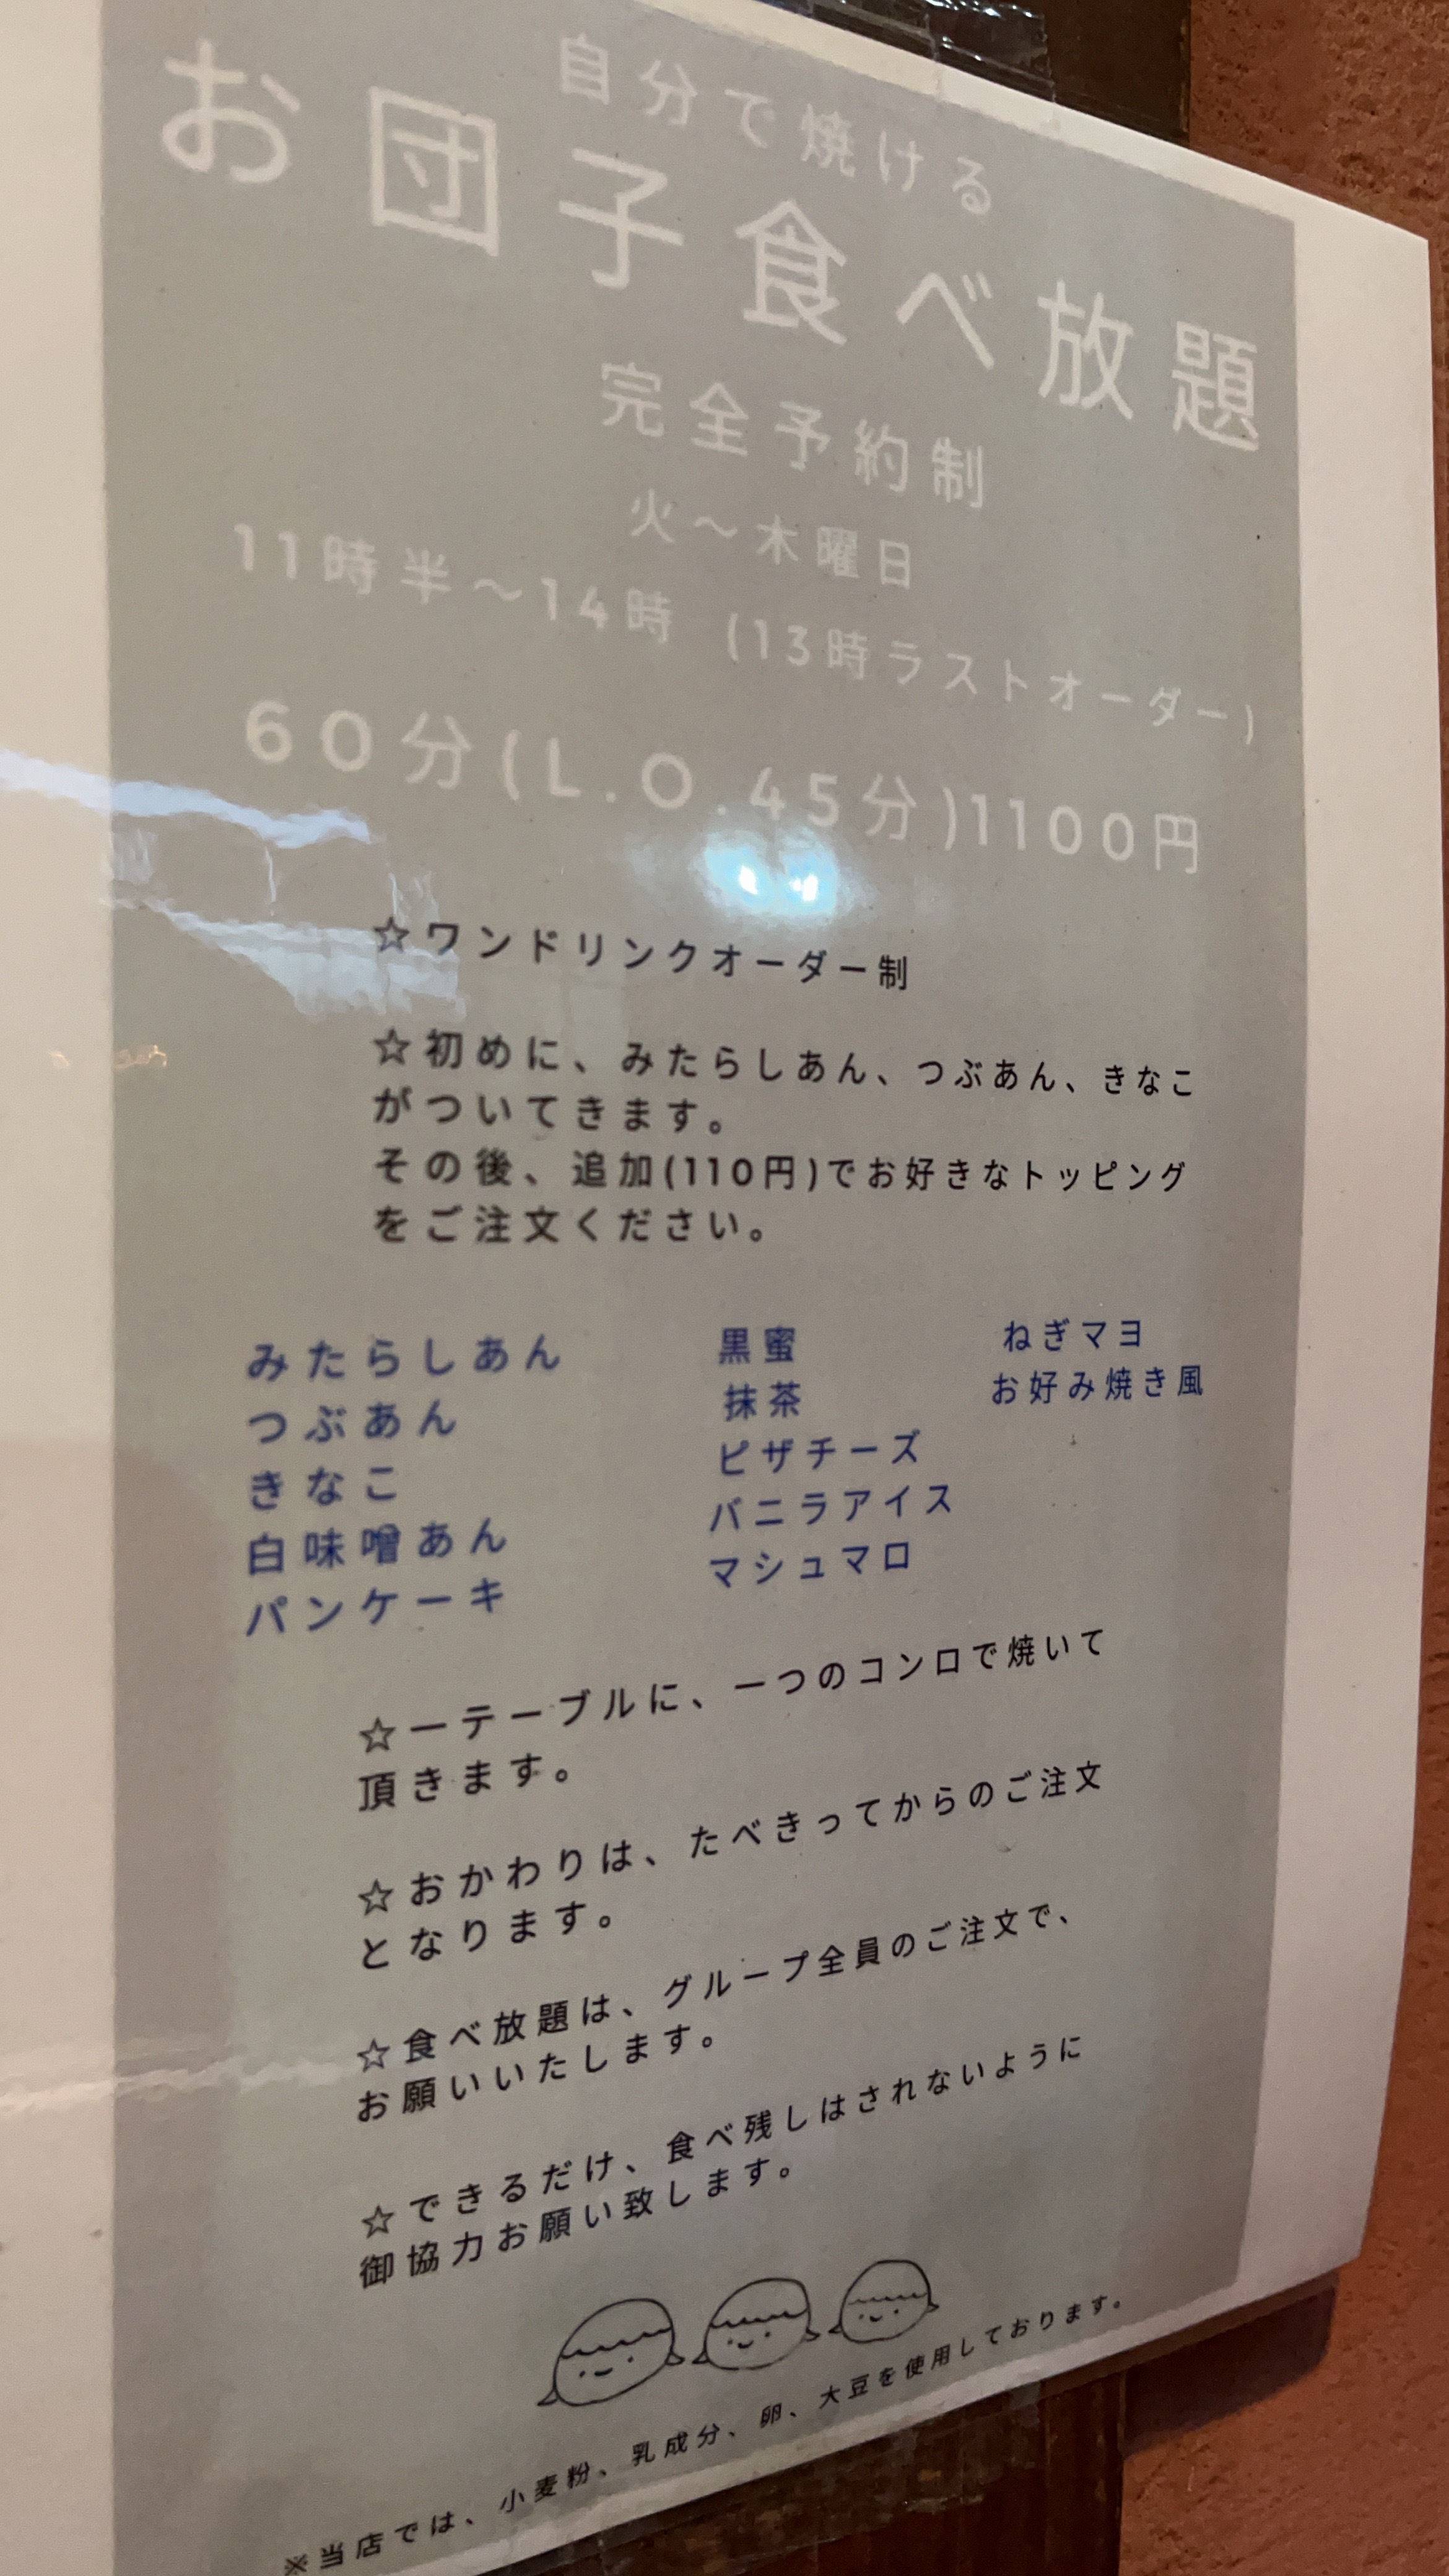 自分で焼ける
お団子食べ放題
完全予約制
火〜木曜日
11時半〜14時 (13時ラストオーダー)
60分(L.O.45分)1100円
☆ワンドリンクオーダー制
☆初めに、みたらしあん、つぶあん、きなこ
がついてきます。
その後、追加(110円)でお好きなトッピング
をご注文ください。
みたらしあん
つぶあん
きなこ
白味噌あん
パンケーキ
黒蜜
抹茶
ピザチーズ
バニラアイス
マシュマロ
ねぎマヨ
お好み焼き風
☆一テーブルに、一つのコンロで焼いて
頂きます。
☆おかわりは、たべきってからのご注文
となります。
☆食べ放題は、グループ全員のご注文で、
お願いいたします。
☆できるだけ、食べ残しはされないように
御協力お願い致します。
※当店では、小麦粉、乳成分、卵、大豆を使用しております。